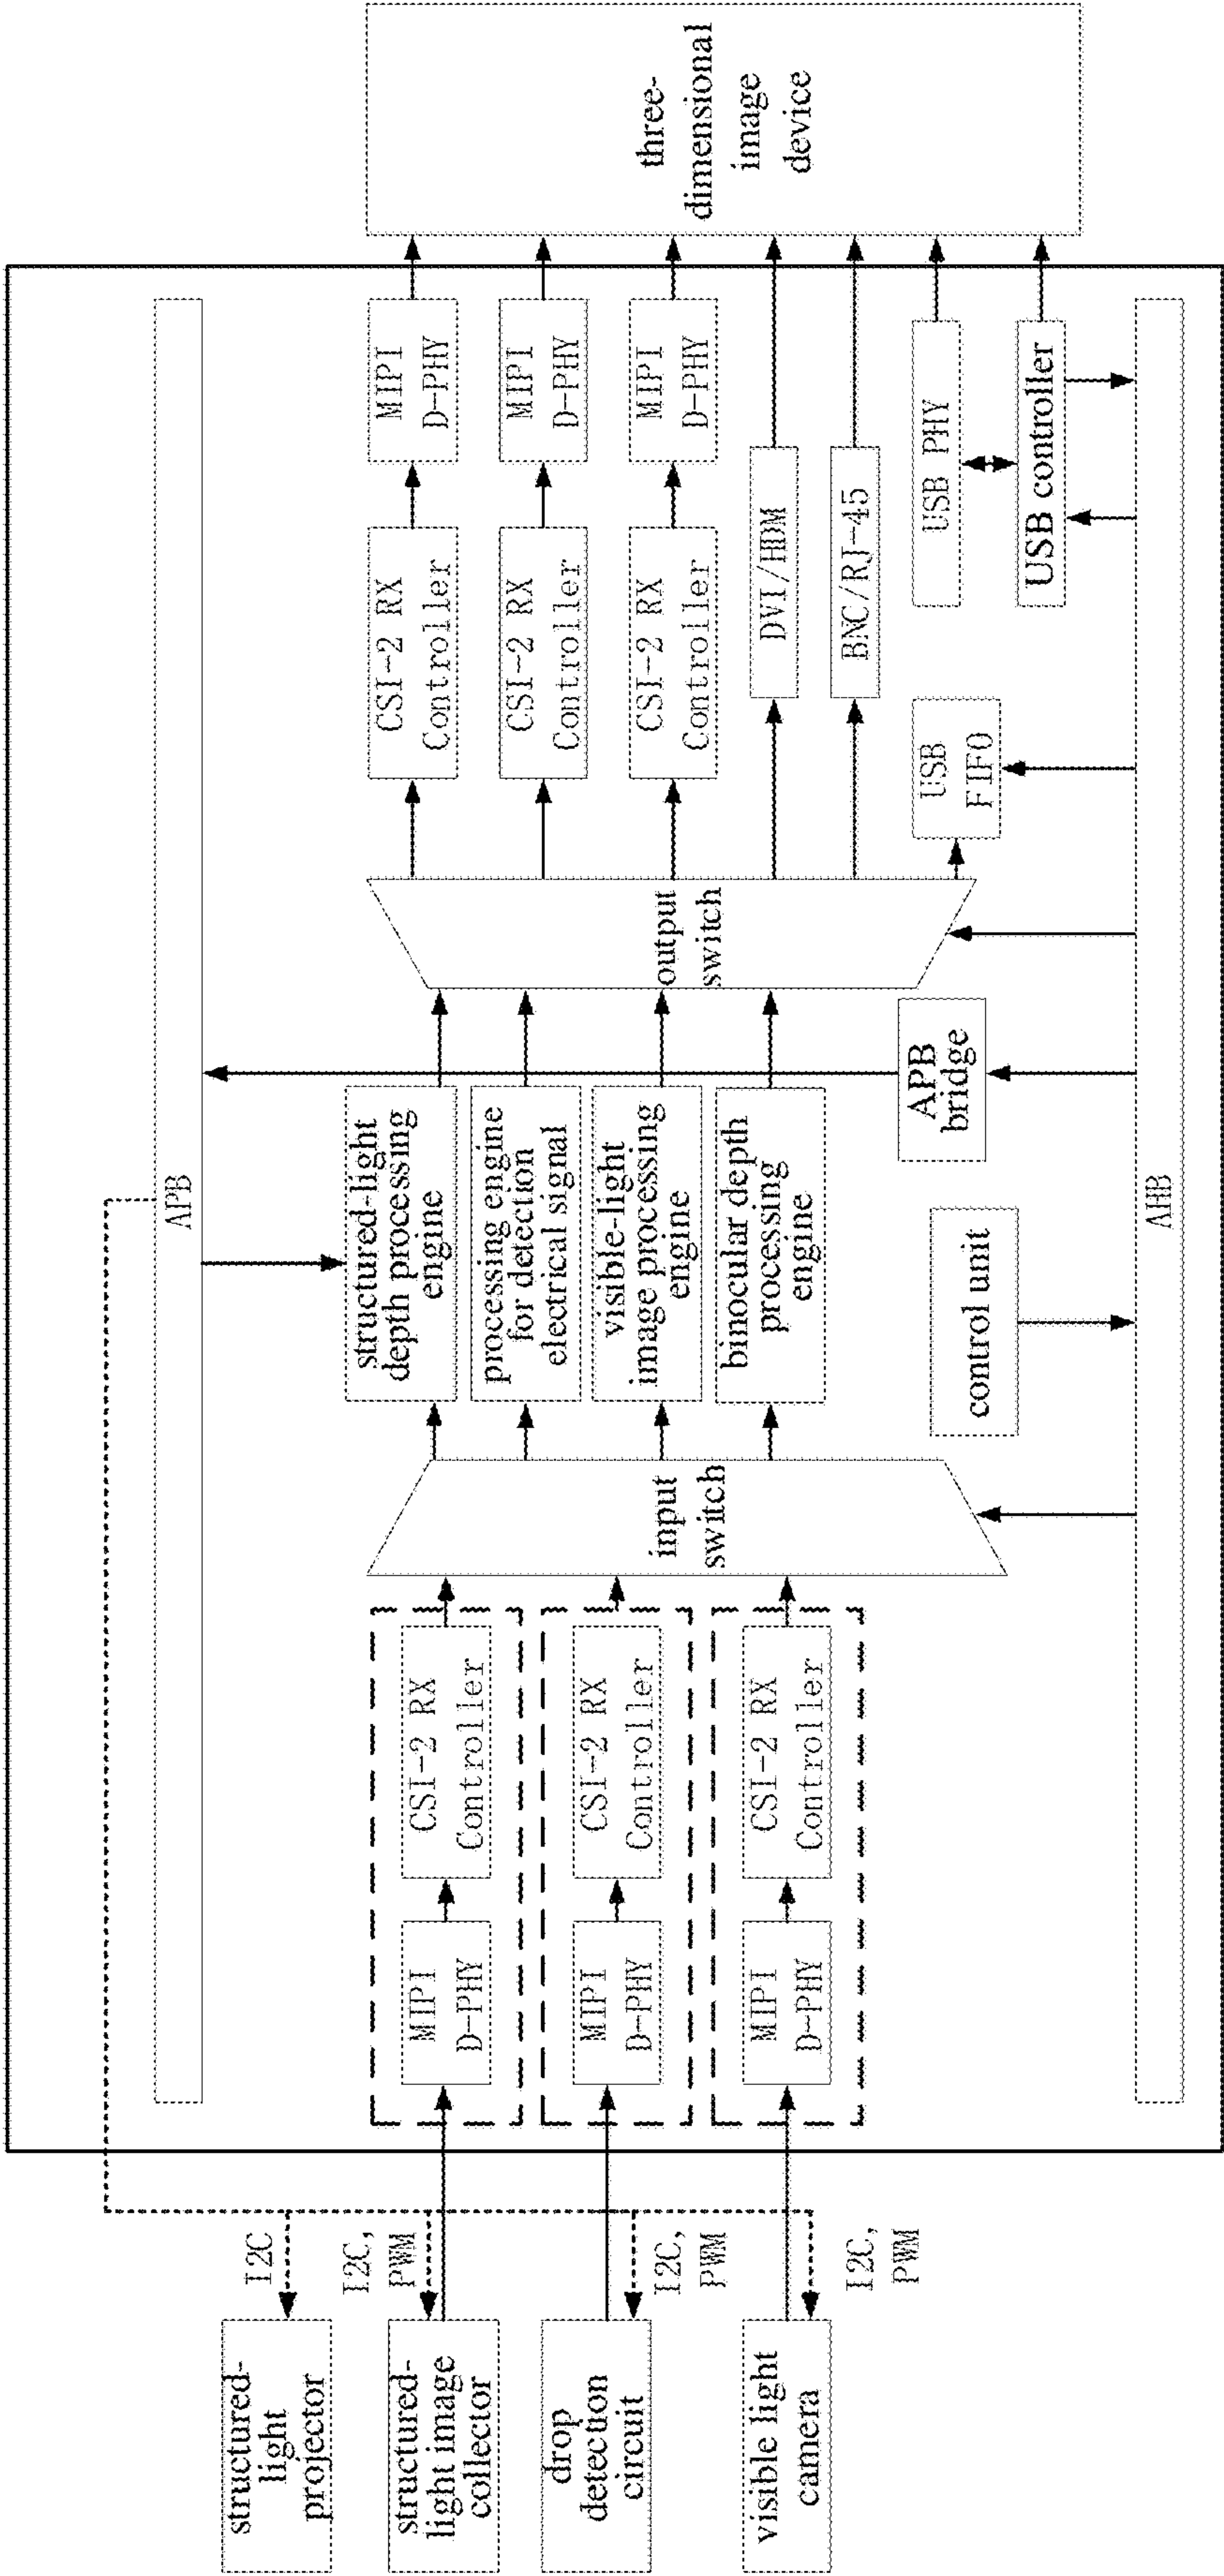 structured-
light
projector
structured-
light image
collector
drop
detection
circuit
visible light
camera
I2C
I2C,
PWM
I2C,
PWM
I2C,
PWM
APB
MIPI
D-PHY
CSI-2 RX
Controller
MIPI
D-PHY
CSI-2 RX
Controller
MIPI
D-PHY
CSI-2 RX
Controller
input
switch
structured-light
depth processing
engine
processing engine
for detection
electrical signal
visible-light
image processing
engine
binocular depth
processing
engine
control unit
APB
bridge
output
switch
CSI-2 RX
Controller
MIPI
D-PHY
CSI-2 RX
Controller
MIPI
D-PHY
CSI-2 RX
Controller
MIPI
D-PHY
DVI/HDM
BNC/RJ-45
USB
FIFO
USB PHY
USB controller
AHB
three-
dimensional
image
device